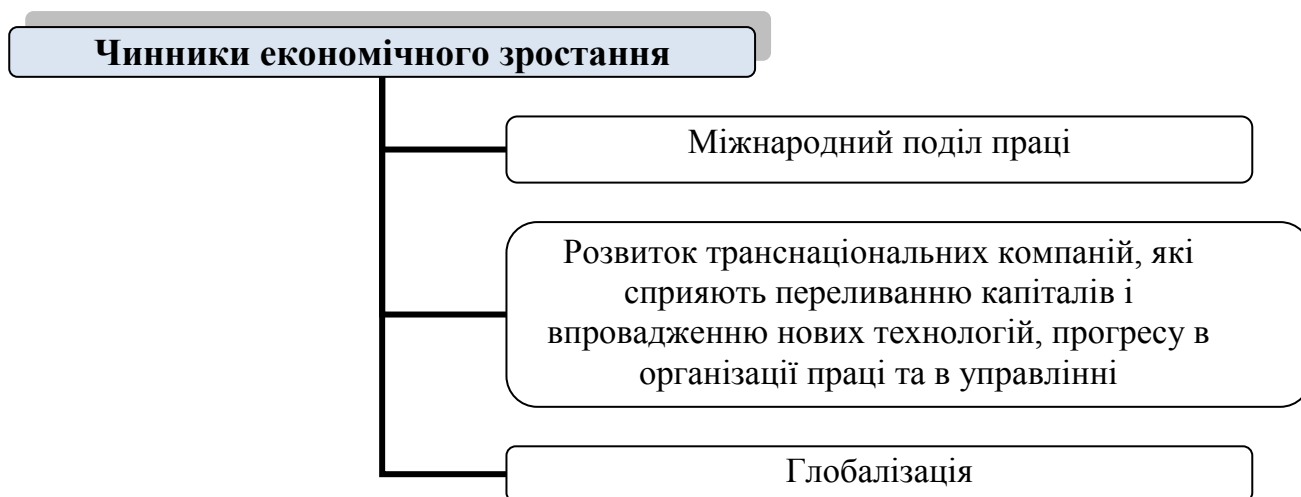 Чинники економічного зростання
Міжнародний поділ праці
Розвиток транснаціональних компаній, які
сприяють переливанню капіталів і
впровадженню нових технологій, прогресу в
організації праці та в управлінні
Глобалізація